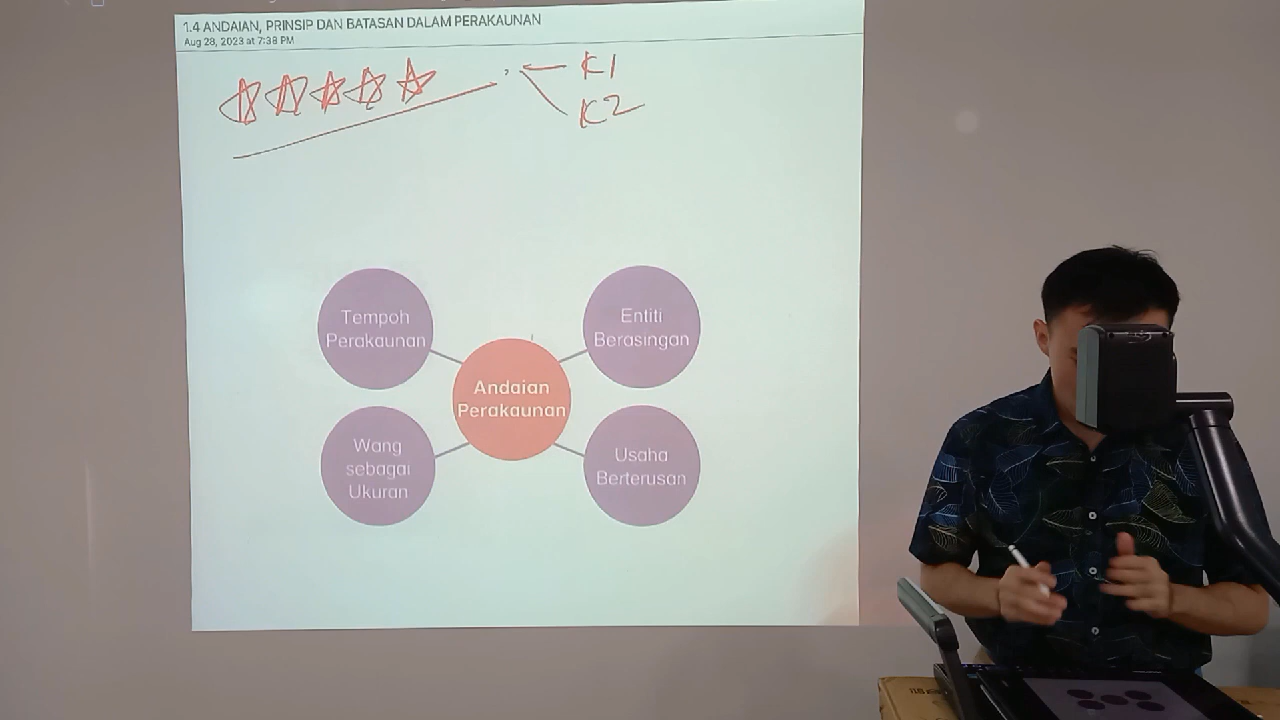 1.4 ANDAIAN, PRINSIP DAN BATASAN DALAM PERAKAUNAN
Aug 28, 2023 at 7:38 PM
K1
K2
Tempoh
Perakaunan
Entiti
Berasingan
Andaian
Perakaunan
Wang
sebagai
Ukuran
Usaha
Berterusan